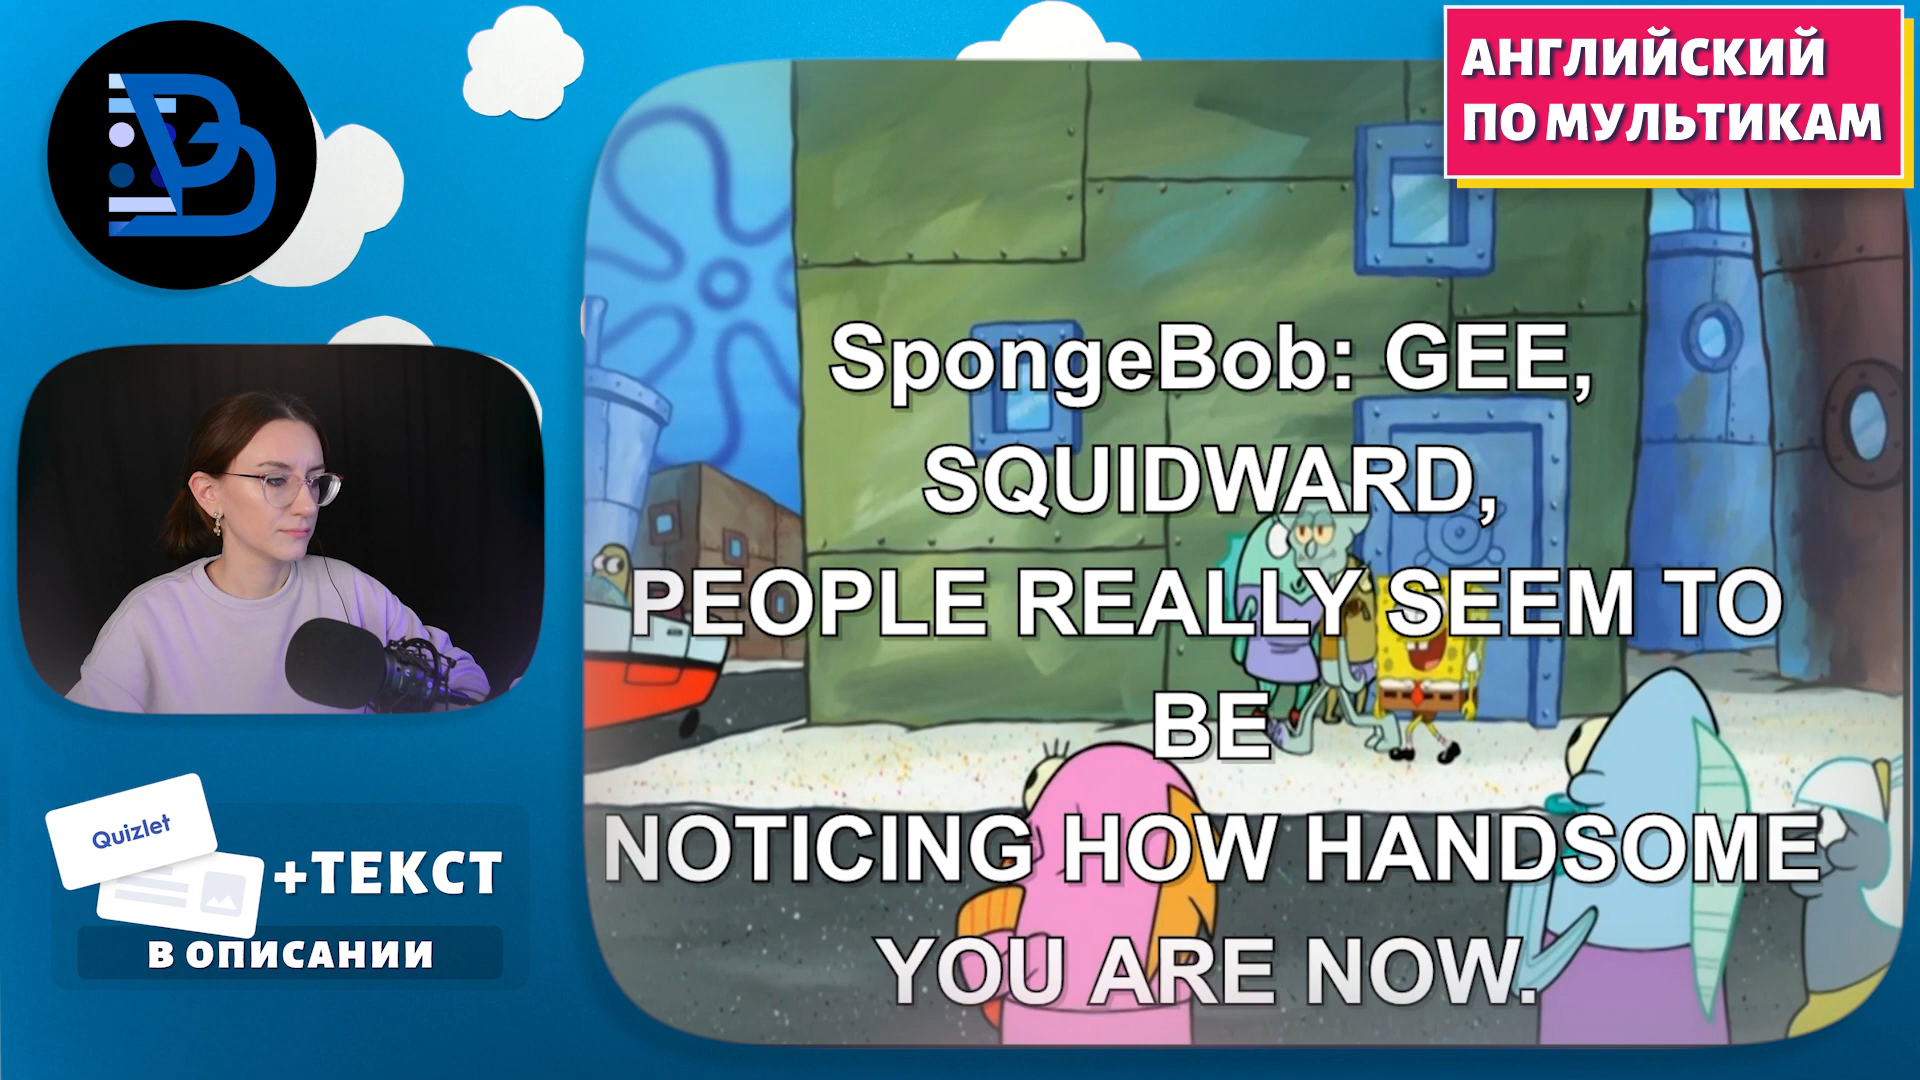 АНГЛИЙСКИЙ
ПО МУЛЬТИКАМ
SpongeBob: GEE,
SQUIDWARD,
PEOPLE REALLY SEEM TO
BE
NOTICING HOW HANDSOME
YOU ARE NOW.
Quizlet
+ТЕКСТ
В ОПИСАНИИ